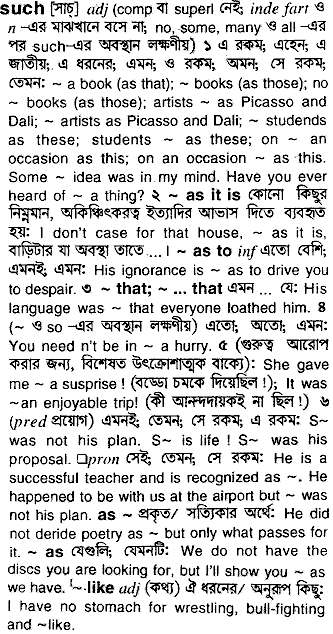 such [সাচ্] adj (comp বা superl নেই; inde fart ও
n -এর মাঝখানে বসে না; no, some, many ও all –এর
পর such–এর অবস্থান লক্ষণীয়) ১ এ রকম; এহেন; এ
জাতীয়; এ ধরনের; এমন; ও রকম; অমন; সে রকম;
তেমন: ~ a book (as that); ~ books (as those); no
~ books (as those); artists ~ as Picasso and
Dali; ~ artists as Picasso and Dali; ~ studends
as these; students ~ as these; on ~ an
occasion as this; on an occasion ~ as this.
Some ~ idea was in my mind. Have you ever
heard of ~ a thing? ২ ~ as it is কোনো কিছুর
নিম্নমান, অকিঞ্চিৎকরত্ব ইত্যাদির আভাস দিতে ব্যবহৃত
হয়: I don't case for that house, ~ as it is,
বাড়িটার যা অবস্থা তাতে ...। ~ as to inf এতো বেশি;
এমনই; এমন: His ignorance is ~ as to drive you
to despair. ৩ ~ that; ~ ... that এমন ... যে: His
language was ~ that everyone loathed him. ৪
(~ ও so –এর অবস্থান লক্ষণীয়) এতো; অতো; এমন:
You need n't be in ~ a hurry. ৫ (গুরুত্ব আরোপ
করার জন্য, বিশেষত উৎক্রোশাত্মক বাক্যে): She gave
me ~ a susprise ! (বড্ডো চমকে দিয়েছিল !); It was
~an enjoyable trip! (কী আনন্দদায়কই না ছিল !) ৬
(pred প্রয়োগ) এমনই; তেমন; সে রকম; এ রকম: S~
was not his plan. S~ is life ! S~ was his
proposal. □pron সেই; তেমন; সে রকম: He is a
successful teacher and is recognized as ~. He
happened to be with us at the airport but ~ was
not his plan. as ~ প্রকৃত/ সত্যিকার অর্থে: He did
not deride poetry as ~ but only what passes for
it. ~ as যেগুলি; যেমনটি: We do not have the
discs you are looking for, but I'll show you ~ as
we have. ~like adj (কথ্য) ঐ ধরনের/ অনুরূপ কিছু:
I have no stomach for wrestling, bull-fighting
and ~like.